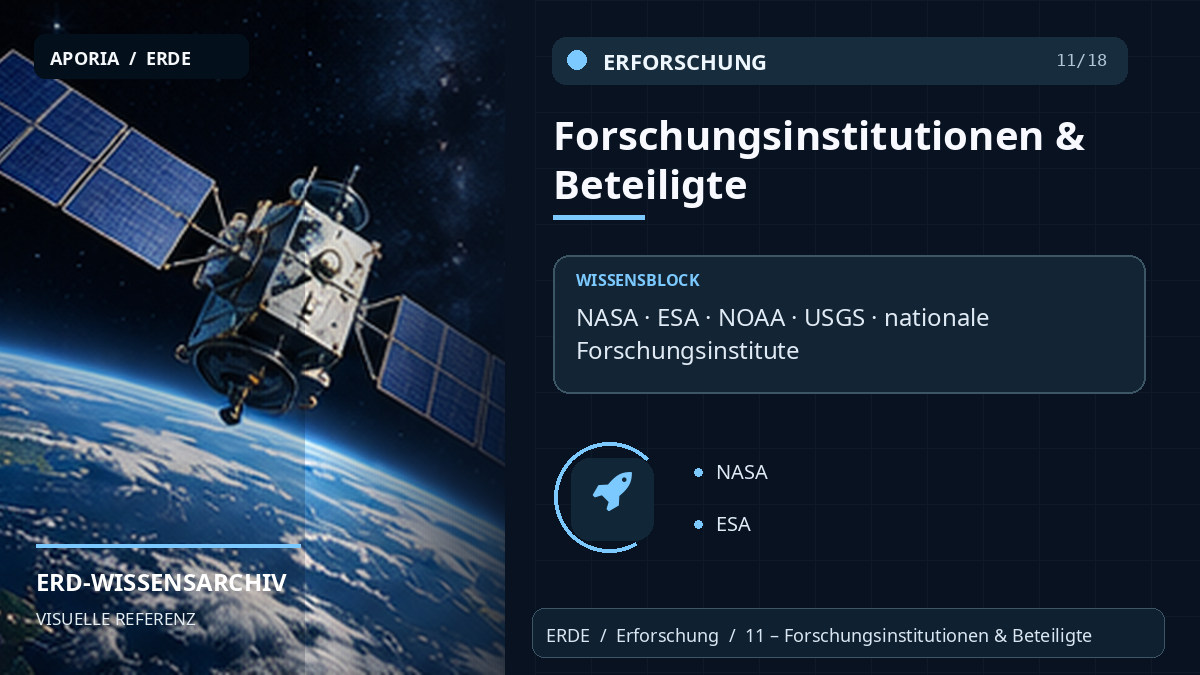 APORIA / ERDE
ERFORSCHUNG
11/18
Forschungsinstitutionen &
Beteiligte
WISSENSBLOCK
NASA · ESA · NOAA · USGS · nationale
Forschungsinstitute
NASA
ESA
ERD-WISSENSARCHIV
VISUELLE REFERENZ
ERDE / Erforschung / 11 – Forschungsinstitutionen & Beteiligte